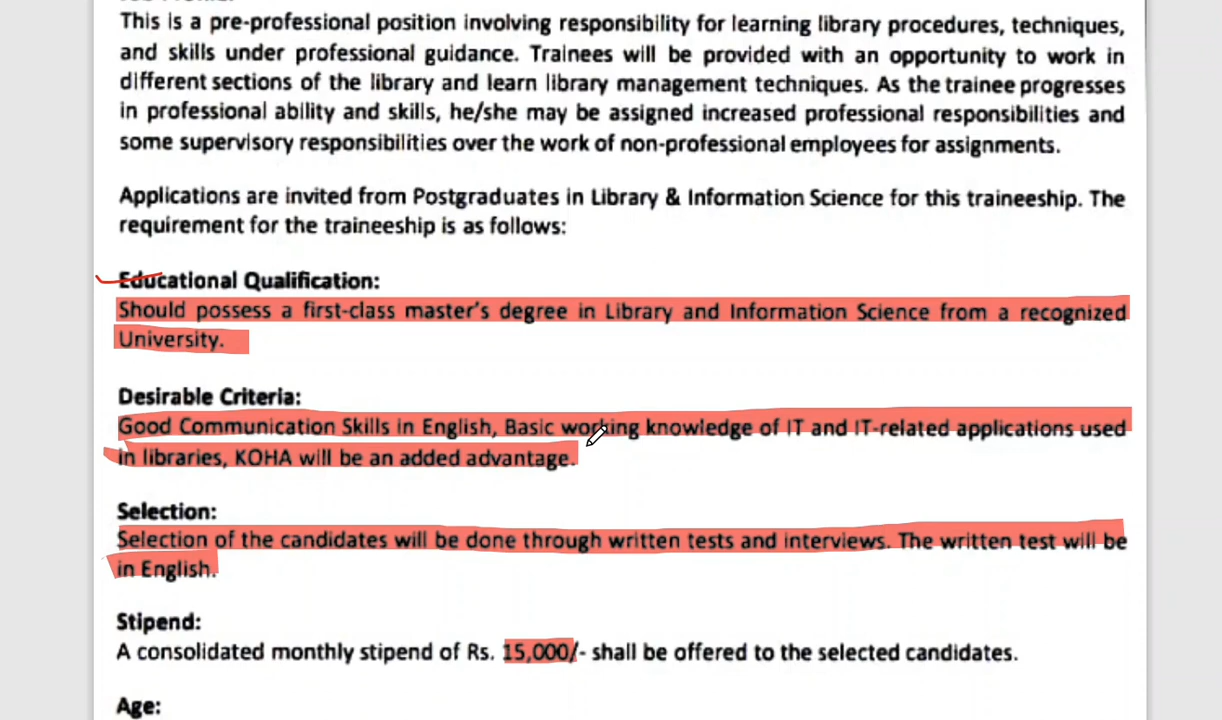 This is a pre-professional position involving responsibility for learning library procedures, techniques,
and skills under professional guidance. Trainees will be provided with an opportunity to work in
different sections of the library and learn library management techniques. As the trainee progresses
in professional ability and skills, he/she may be assigned increased professional responsibilities and
some supervisory responsibilities over the work of non-professional employees for assignments.
Applications are invited from Postgraduates in Library & Information Science for this traineeship. The
requirement for the traineeship is as follows:
Educational Qualification:
Should possess a first-class master's degree in Library and Information Science from a recognized
University.
Desirable Criteria:
Good Communication Skills in English, Basic working knowledge of IT and IT-related applications used
in libraries, KOHA will be an added advantage.
Selection:
Selection of the candidates will be done through written tests and interviews. The written test will be
in English.
Stipend:
A consolidated monthly stipend of Rs. 15,000/- shall be offered to the selected candidates.
Age: